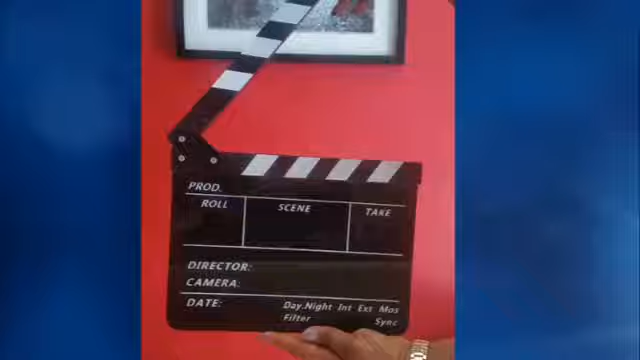 PROD.
ROLL SCENE TAKE
DIRECTOR:
CAMERA:
DATE: Day.Night Int Ext Mos
Filter Sync